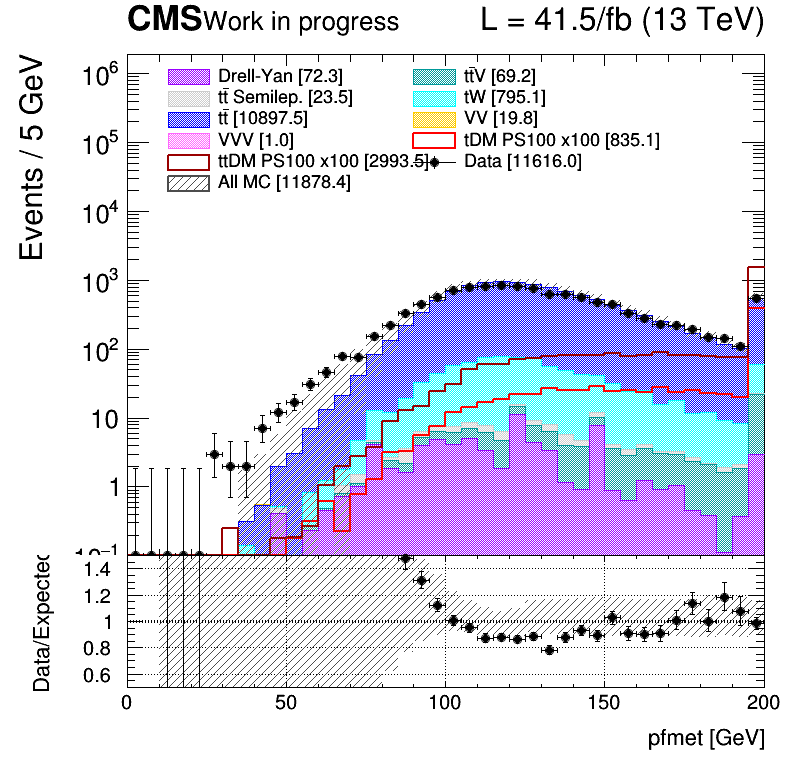 CMS Work in progress L = 41.5/fb (13 TeV)
Events / 5 GeV
10⁶
10⁵
10⁴
10³
10²
10
1
10⁻¹
Drell-Yan [72.3] tt̄V [69.2]
tt̄ Semilep. [23.5] tW [795.1]
tt̄ [10897.5] VV [19.8]
VVV [1.0] tDM PS100 x100 [835.1]
ttDM PS100 x100 [2993.5] Data [11616.0]
All MC [11878.4]
Data/Expected
1.4
1.2
1
0.8
0.6
0 50 100 150 200
pfmet [GeV]